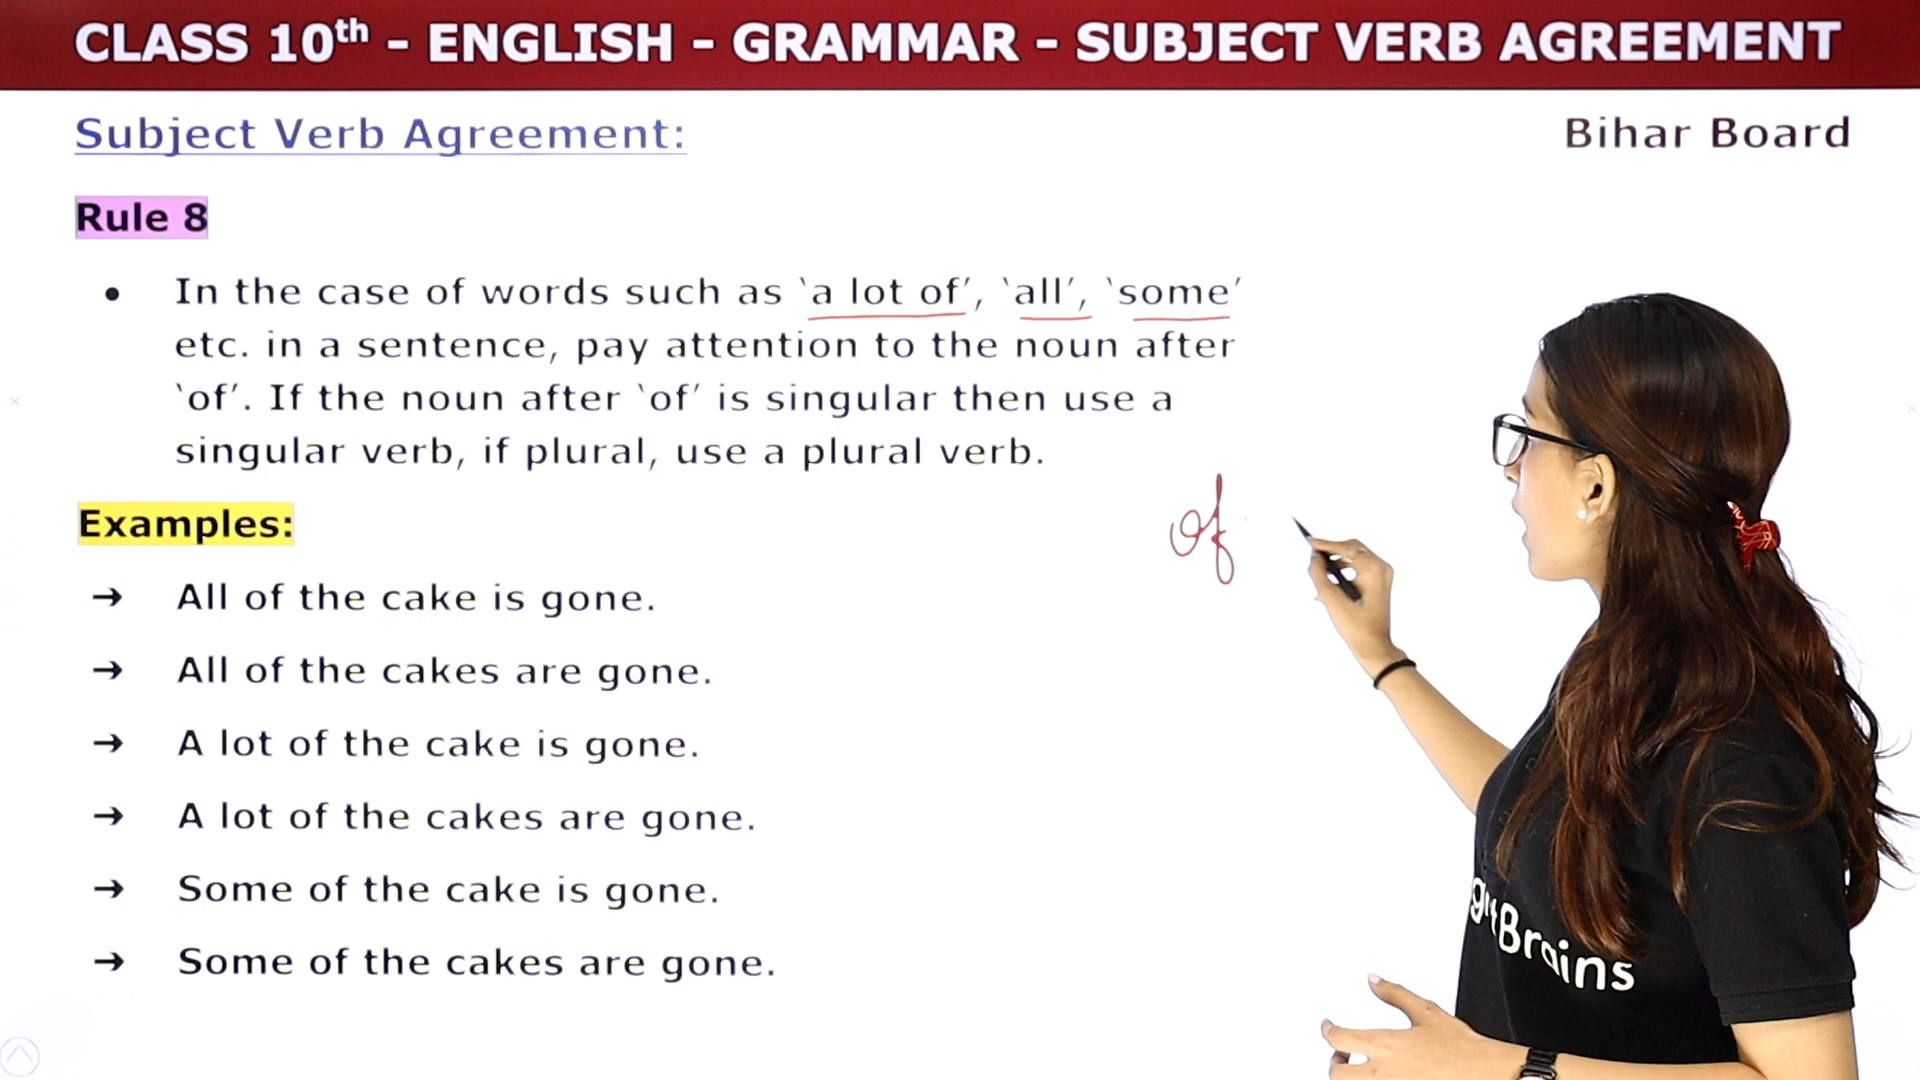 CLASS 10th - ENGLISH - GRAMMAR - SUBJECT VERB AGREEMENT
Subject Verb Agreement:
Bihar Board
Rule 8
• In the case of words such as ‘a lot of’, ‘all’, ‘some’
etc. in a sentence, pay attention to the noun after
‘of’. If the noun after ‘of’ is singular then use a
singular verb, if plural, use a plural verb.
of
Examples:
→ All of the cake is gone.
→ All of the cakes are gone.
→ A lot of the cake is gone.
→ A lot of the cakes are gone.
→ Some of the cake is gone.
→ Some of the cakes are gone.
Brains